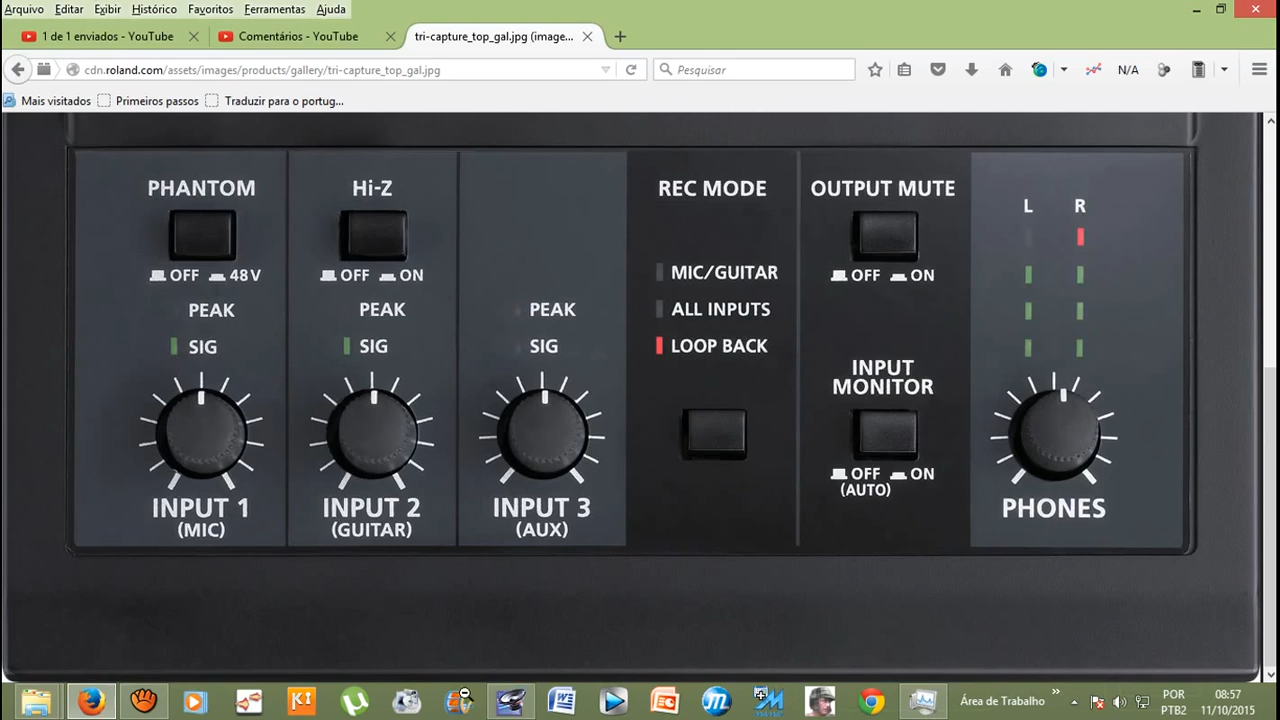 Arquivo Editar Exibir Histórico Favoritos Ferramentas Ajuda
1 de 1 enviados - YouTube
Comentários - YouTube
tri-capture_top_gal.jpg (image...
cdn.roland.com/assets/images/products/gallery/tri-capture_top_gal.jpg
Pesquisar
N/A
Mais visitados
Primeiros passos
Traduzir para o portug...
PHANTOM
OFF 48V
PEAK
SIG
INPUT 1
(MIC)
Hi-Z
OFF ON
PEAK
SIG
INPUT 2
(GUITAR)
PEAK
SIG
INPUT 3
(AUX)
REC MODE
MIC/GUITAR
ALL INPUTS
LOOP BACK
OUTPUT MUTE
OFF ON
INPUT
MONITOR
OFF ON
(AUTO)
L R
PHONES
K1
Área de Trabalho
POR
PTB2
08:57
11/10/2015